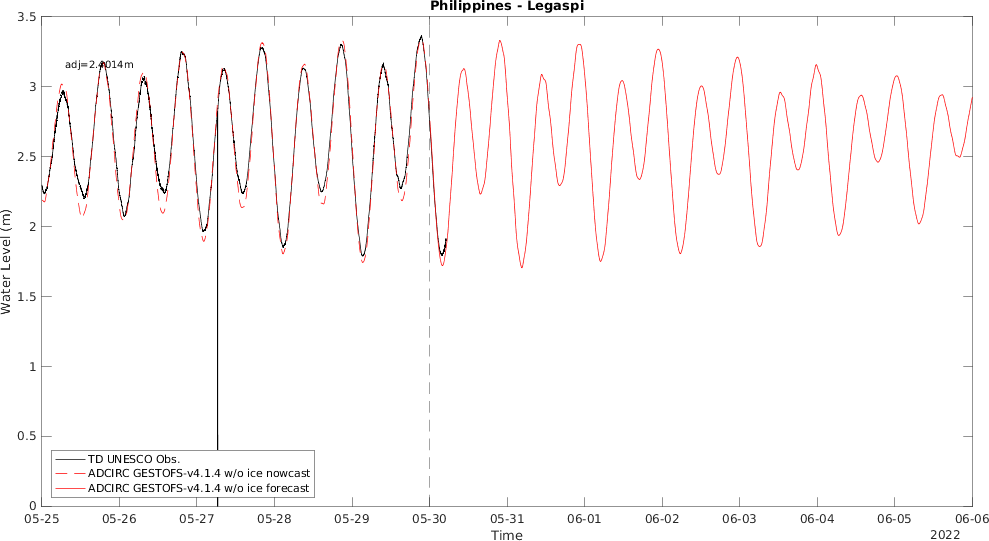 Philippines - Legaspi
3.5
adj=2.4014m
3
2.5
2
Water Level (m)
1.5
1
0.5
TD UNESCO Obs.
ADCIRC GESTOFS-v4.1.4 w/o ice nowcast
ADCIRC GESTOFS-v4.1.4 w/o ice forecast
0
05-25 05-26 05-27 05-28 05-29 05-30 05-31 06-01 06-02 06-03 06-04 06-05 06-06
Time
2022